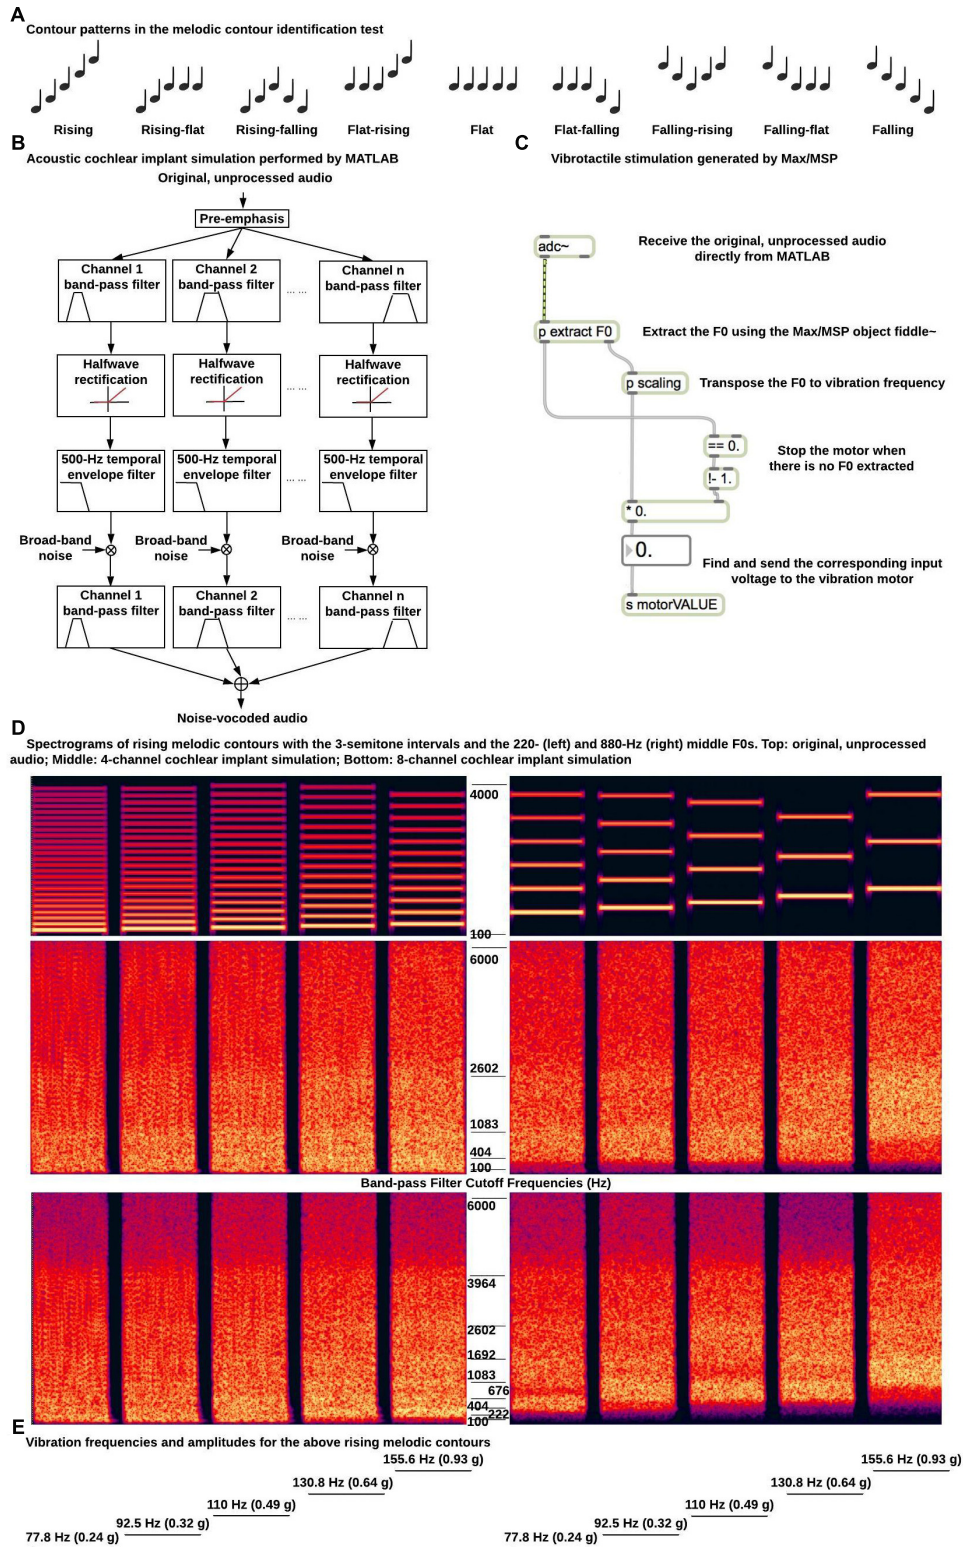 A
Contour patterns in the melodic contour identification test
Rising
Rising-flat
Rising-falling
Flat-rising
Flat
Flat-falling
Falling-rising
Falling-flat
Falling
B
Acoustic cochlear implant simulation performed by MATLAB
Original, unprocessed audio
Pre-emphasis
Channel 1
band-pass filter
Channel 2
band-pass filter
... ...
Channel n
band-pass filter
Halfwave
rectification
Halfwave
rectification
... ...
Halfwave
rectification
500-Hz temporal
envelope filter
500-Hz temporal
envelope filter
... ...
500-Hz temporal
envelope filter
Broad-band
noise
Broad-band
noise
Broad-band
noise
Channel 1
band-pass filter
Channel 2
band-pass filter
... ...
Channel n
band-pass filter
Noise-vocoded audio
C
Vibrotactile stimulation generated by Max/MSP
adc~
Receive the original, unprocessed audio
directly from MATLAB
p extract F0
Extract the F0 using the Max/MSP object fiddle~
p scaling
Transpose the F0 to vibration frequency
== 0.
!- 1.
Stop the motor when
there is no F0 extracted
* 0.
0.
Find and send the corresponding input
voltage to the vibration motor
s motorVALUE
D
Spectrograms of rising melodic contours with the 3-semitone intervals and the 220- (left) and 880-Hz (right) middle F0s. Top: original, unprocessed
audio; Middle: 4-channel cochlear implant simulation; Bottom: 8-channel cochlear implant simulation
4000
100
6000
2602
1083
404
100
Band-pass Filter Cutoff Frequencies (Hz)
6000
3964
2602
1692
1083
676
404
222
100
E
Vibration frequencies and amplitudes for the above rising melodic contours
77.8 Hz (0.24 g)
92.5 Hz (0.32 g)
110 Hz (0.49 g)
130.8 Hz (0.64 g)
155.6 Hz (0.93 g)
77.8 Hz (0.24 g)
92.5 Hz (0.32 g)
110 Hz (0.49 g)
130.8 Hz (0.64 g)
155.6 Hz (0.93 g)